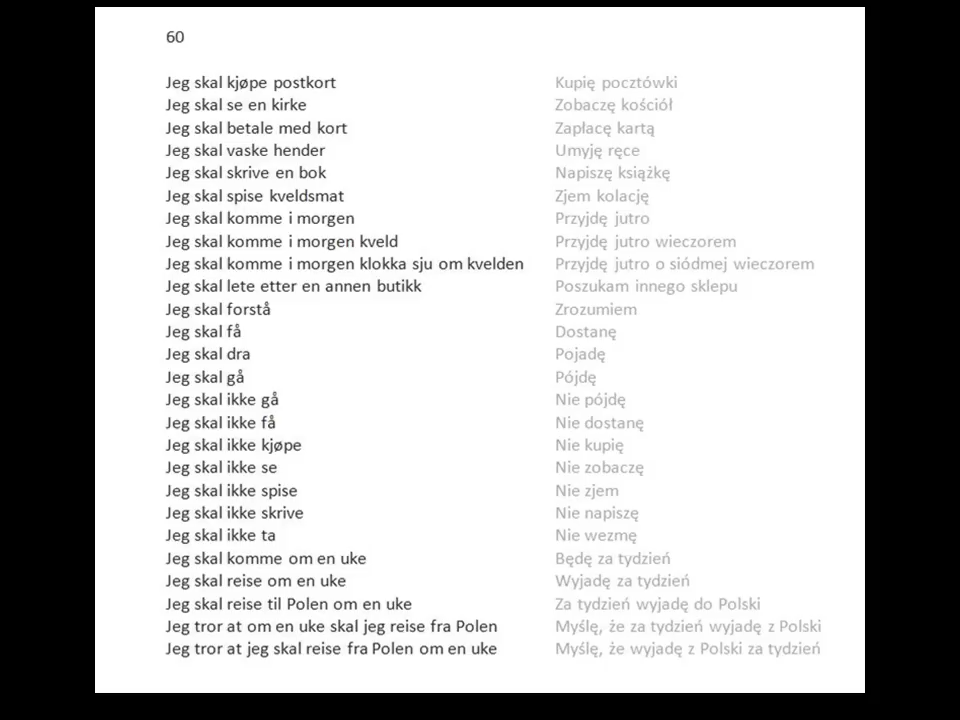 60
Jeg skal kjøpe postkort Kupię pocztówki
Jeg skal se en kirke Zobaczę kościół
Jeg skal betale med kort Zapłacę kartą
Jeg skal vaske hender Umyję ręce
Jeg skal skrive en bok Napiszę książkę
Jeg skal spise kveldsmat Zjem kolację
Jeg skal komme i morgen Przyjdę jutro
Jeg skal komme i morgen kveld Przyjdę jutro wieczorem
Jeg skal komme i morgen klokka sju om kvelden Przyjdę jutro o siódmej wieczorem
Jeg skal lete etter en annen butikk Poszukam innego sklepu
Jeg skal forstå Zrozumiem
Jeg skal få Dostanę
Jeg skal dra Pojadę
Jeg skal gå Pójdę
Jeg skal ikke gå Nie pójdę
Jeg skal ikke få Nie dostanę
Jeg skal ikke kjøpe Nie kupię
Jeg skal ikke se Nie zobaczę
Jeg skal ikke spise Nie zjem
Jeg skal ikke skrive Nie napiszę
Jeg skal ikke ta Nie wezmę
Jeg skal komme om en uke Będę za tydzień
Jeg skal reise om en uke Wyjadę za tydzień
Jeg skal reise til Polen om en uke Za tydzień wyjadę do Polski
Jeg tror at om en uke skal jeg reise fra Polen Myślę, że za tydzień wyjadę z Polski
Jeg tror at jeg skal reise fra Polen om en uke Myślę, że wyjadę z Polski za tydzień